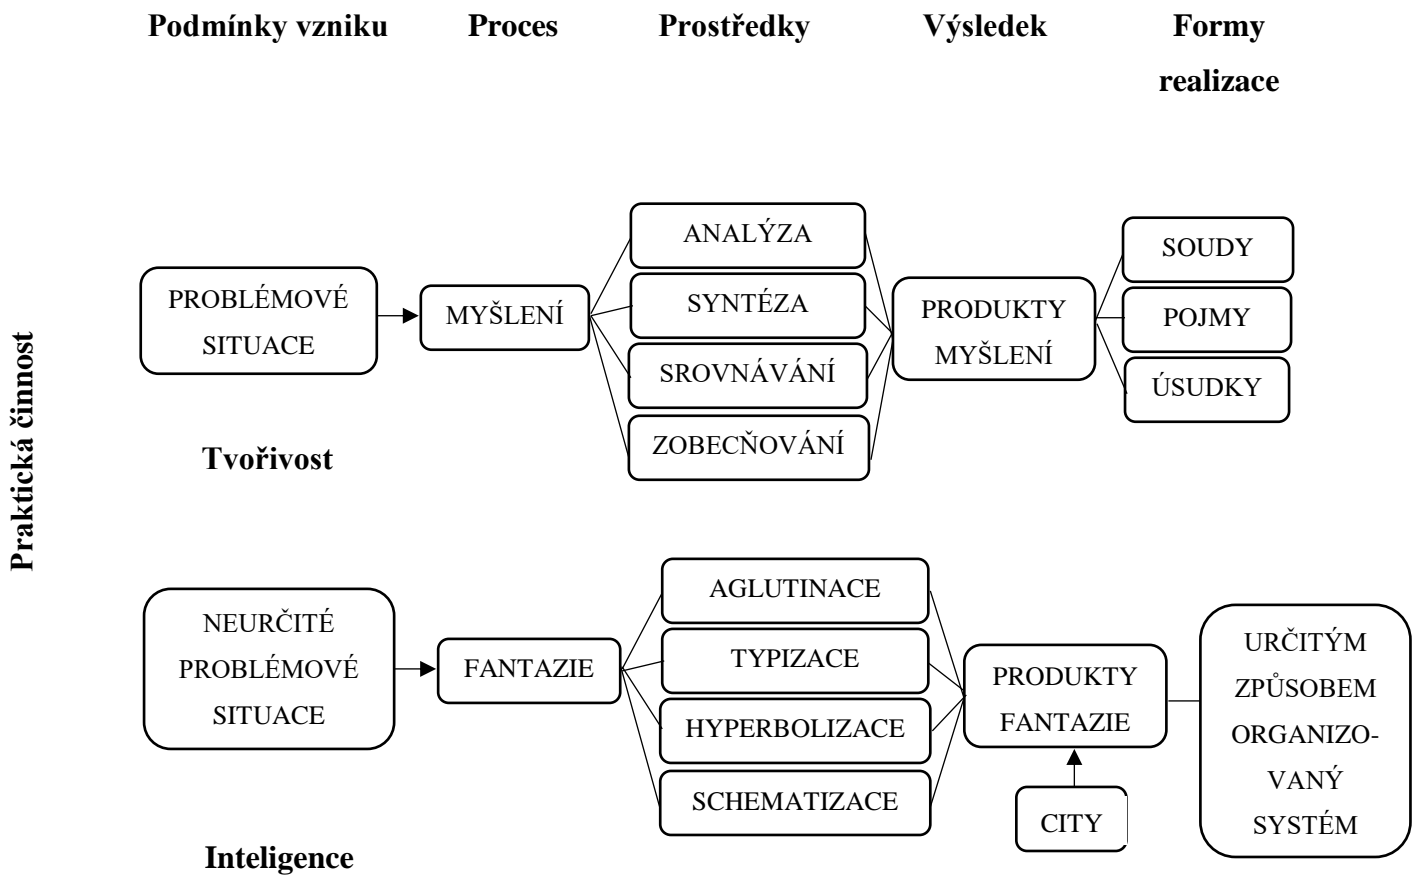 Podmínky vzniku
Proces
Prostředky
Výsledek
Formy
realizace
Praktická činnost
PROBLÉMOVÉ
SITUACE
MYŠLENÍ
ANALÝZA
SYNTÉZA
SROVNÁVÁNÍ
ZOBECŇOVÁNÍ
PRODUKTY
MYŠLENÍ
SOUDY
POJMY
ÚSUDKY
Tvořivost
NEURČITÉ
PROBLÉMOVÉ
SITUACE
FANTAZIE
AGLUTINACE
TYPIZACE
HYPERBOLIZACE
SCHEMATIZACE
PRODUKTY
FANTAZIE
CITY
URČITÝM
ZPŮSOBEM
ORGANIZO-
VANÝ
SYSTÉM
Inteligence